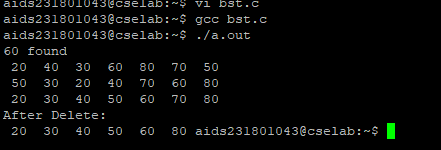 aids231801043@cselab:~$ vi bst.c
aids231801043@cselab:~$ gcc bst.c
aids231801043@cselab:~$ ./a.out
60 found
20 40 30 60 80 70 50
50 30 20 40 70 60 80
20 30 40 50 60 70 80
After Delete:
20 30 40 50 60 80 aids231801043@cselab:~$